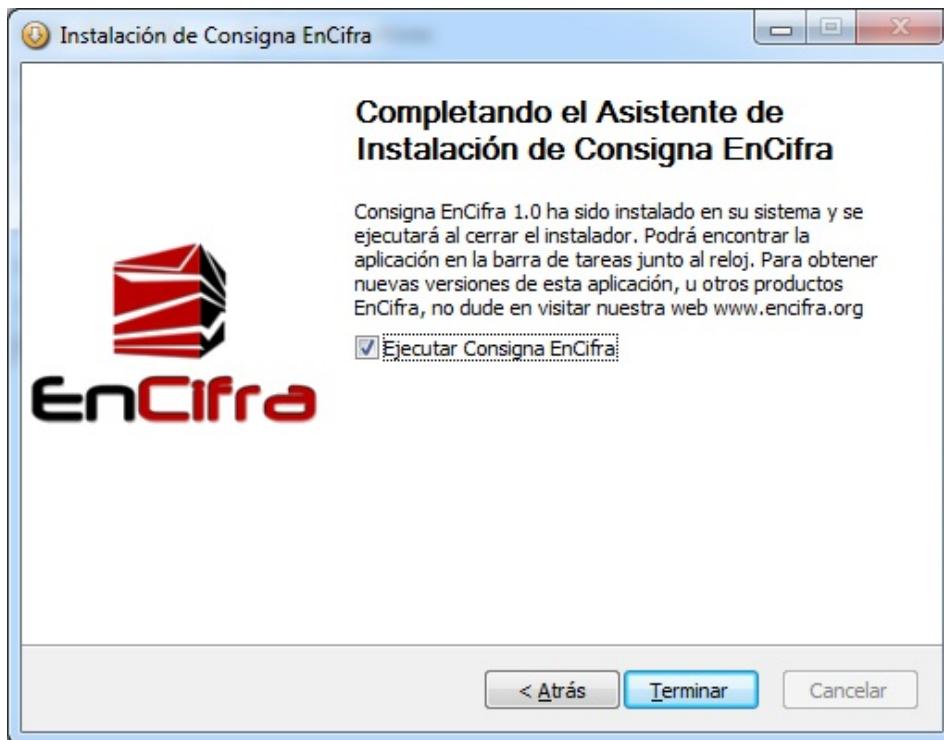 Instalación de Consigna EnCifra
Completando el Asistente de
Instalación de Consigna EnCifra
Consigna EnCifra 1.0 ha sido instalado en su sistema y se
ejecutará al cerrar el instalador. Podrá encontrar la
aplicación en la barra de tareas junto al reloj. Para obtener
nuevas versiones de esta aplicación, u otros productos
EnCifra, no dude en visitar nuestra web www.encifra.org
Ejecutar Consigna EnCifra
EnCifra
< Atrás
Terminar
Cancelar